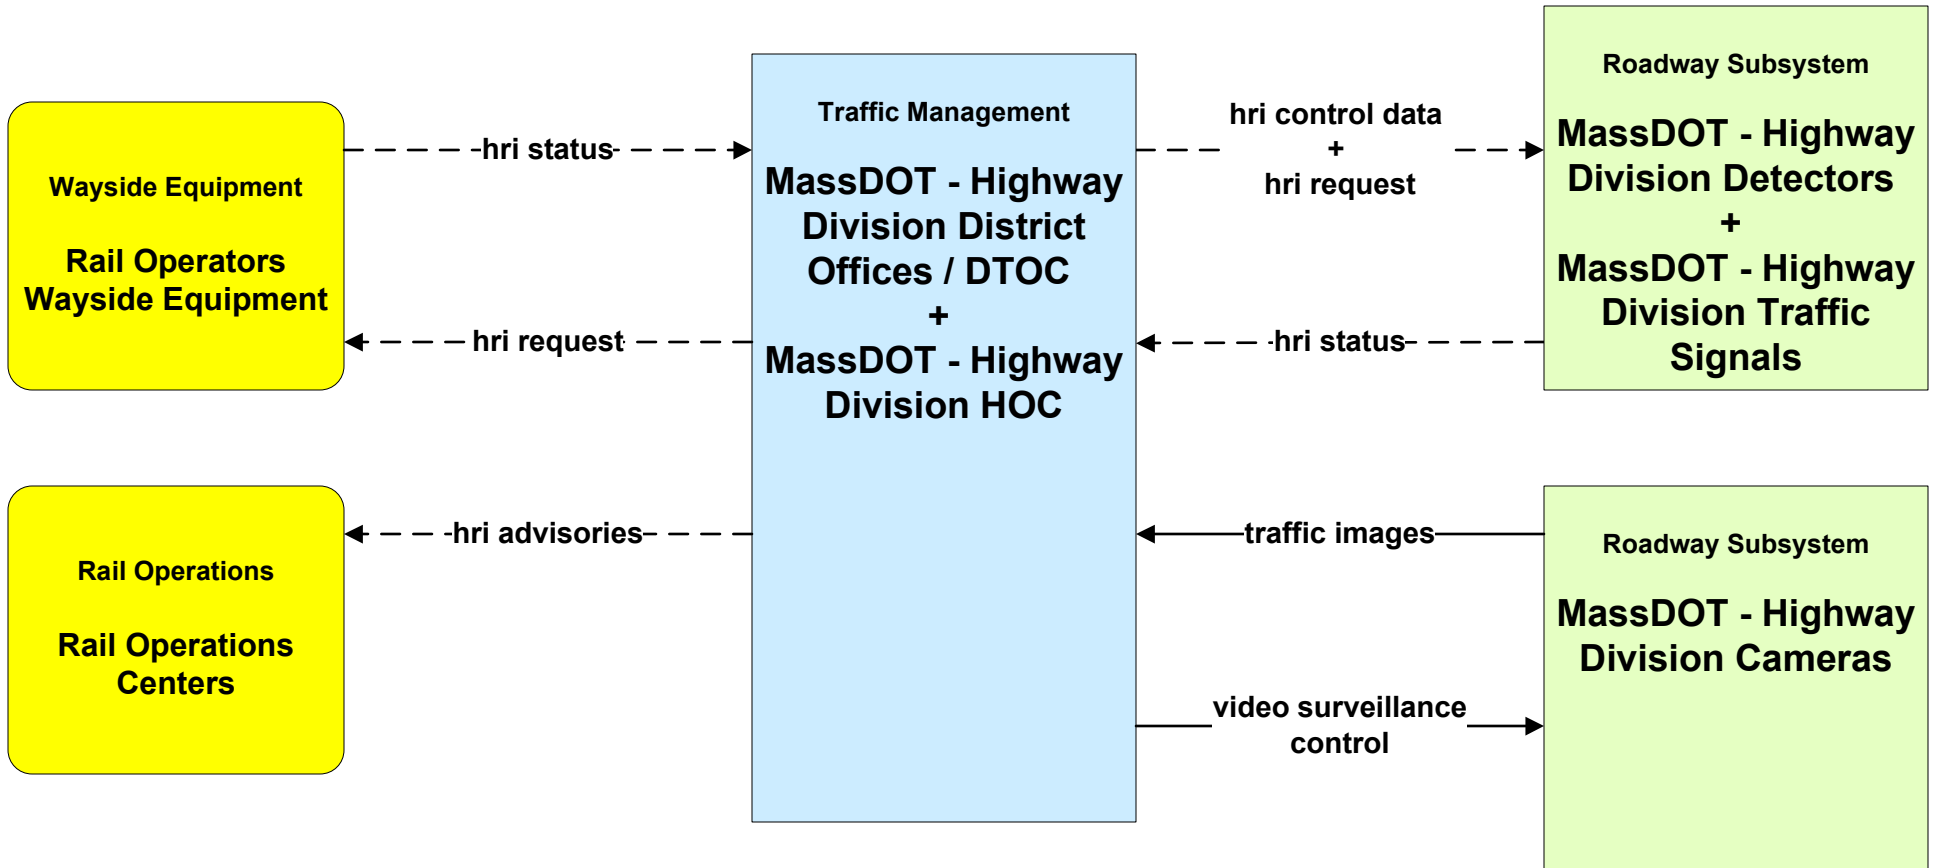 Wayside Equipment
Rail Operators
Wayside Equipment
hri status
hri request
Rail Operations
Rail Operations
Centers
hri advisories
Traffic Management
MassDOT - Highway
Division District
Offices / DTOC
+
MassDOT - Highway
Division HOC
hri control data
+
hri request
hri status
traffic images
video surveillance
control
Roadway Subsystem
MassDOT - Highway
Division Detectors
+
MassDOT - Highway
Division Traffic
Signals
Roadway Subsystem
MassDOT - Highway
Division Cameras